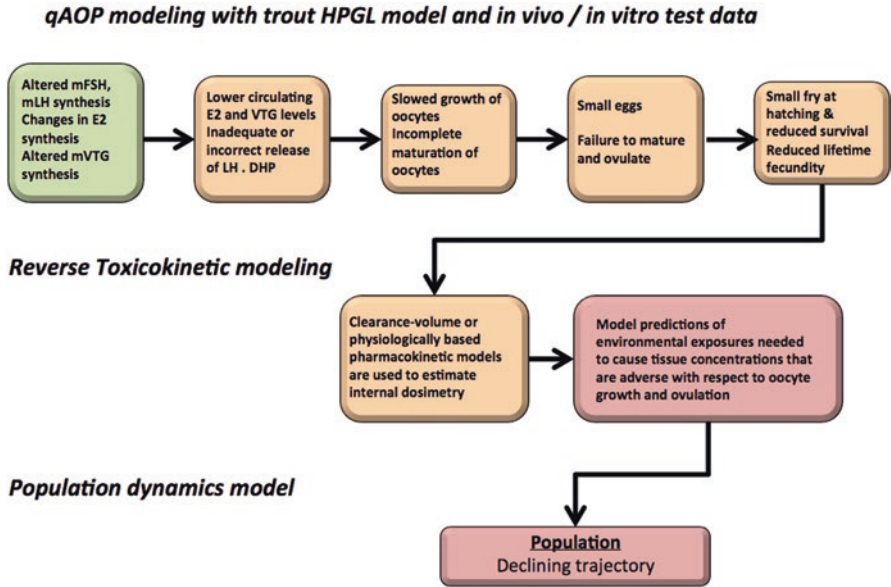 qAOP modeling with trout HPGL model and in vivo / in vitro test data
Altered mFSH,
mLH synthesis
Changes in E2
synthesis
Altered mVTG
synthesis
Lower circulating
E2 and VTG levels
Inadequate or
incorrect release
of LH . DHP
Slowed growth of
oocytes
Incomplete
maturation of
oocytes
Small eggs
Failure to mature
and ovulate
Small fry at
hatching &
reduced survival
Reduced lifetime
fecundity
Reverse Toxicokinetic modeling
Clearance-volume or
physiologically based
pharmacokinetic models
are used to estimate
internal dosimetry
Model predictions of
environmental exposures needed
to cause tissue concentrations that
are adverse with respect to oocyte
growth and ovulation
Population dynamics model
Population
Declining trajectory